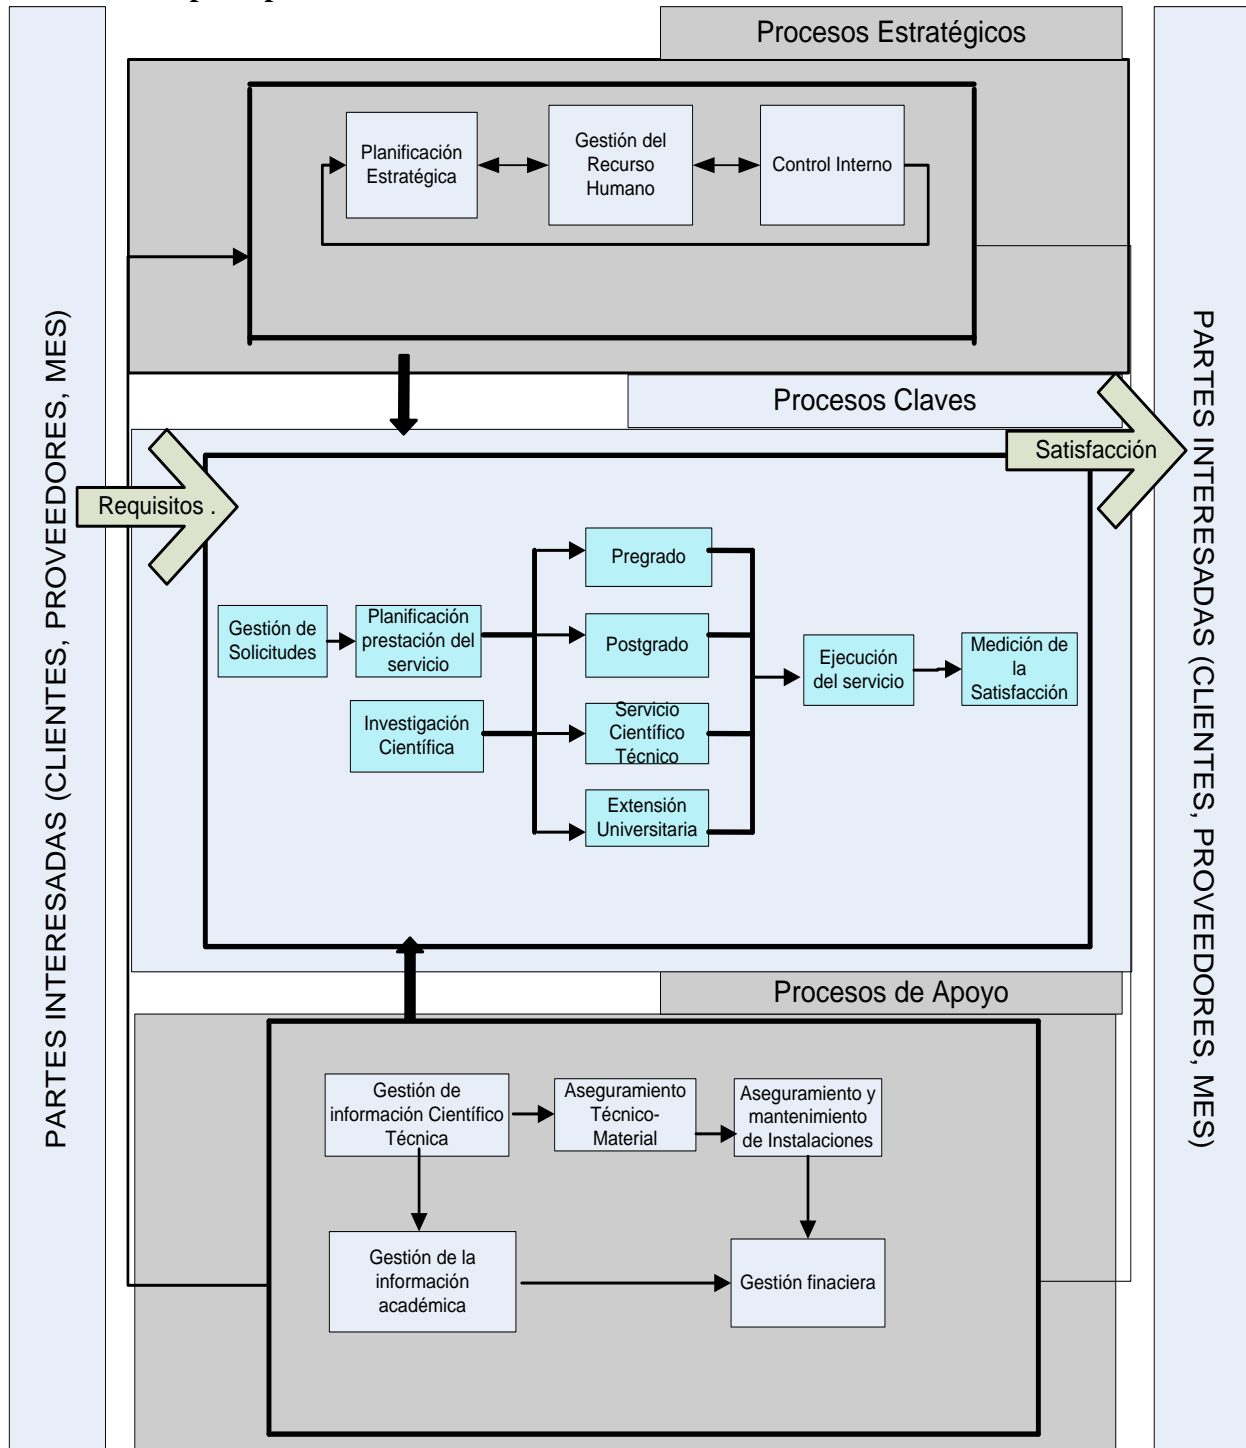 Procesos Estratégicos
Planificación
Estratégica
Gestión del
Recurso
Humano
Control Interno
PARTES INTERESADAS (CLIENTES, PROVEEDORES, MES)
Procesos Claves
Requisitos .
Satisfacción
Gestión de
Solicitudes
Planificación
prestación del
servicio
Investigación
Científica
Pregrado
Postgrado
Servicio
Científico
Técnico
Extensión
Universitaria
Ejecución
del servicio
Medición de
la
Satisfacción
PARTES INTERESADAS (CLIENTES, PROVEEDORES, MES)
Procesos de Apoyo
Gestión de
información Científico
Técnica
Aseguramiento
Técnico-
Material
Aseguramiento y
mantenimiento
de Instalaciones
Gestión de la
información
académica
Gestión finaciera